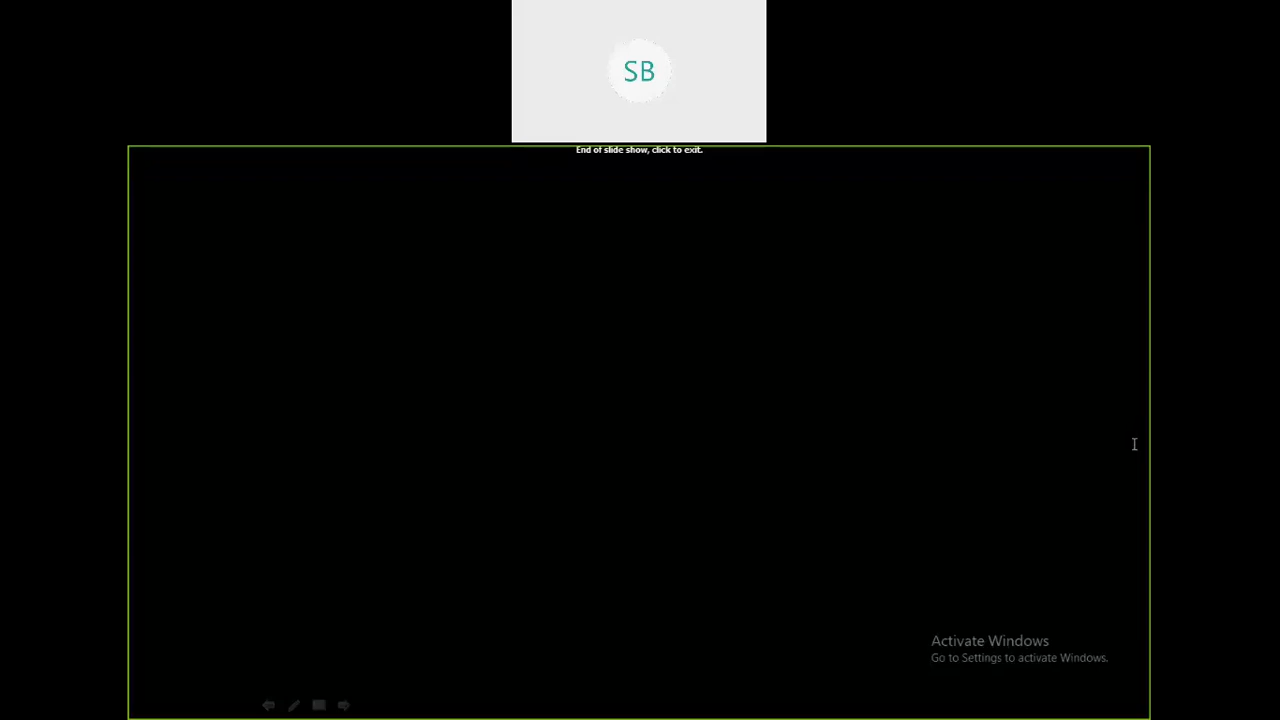 SB
End of slide show, click to exit.
Activate Windows
Go to Settings to activate Windows.